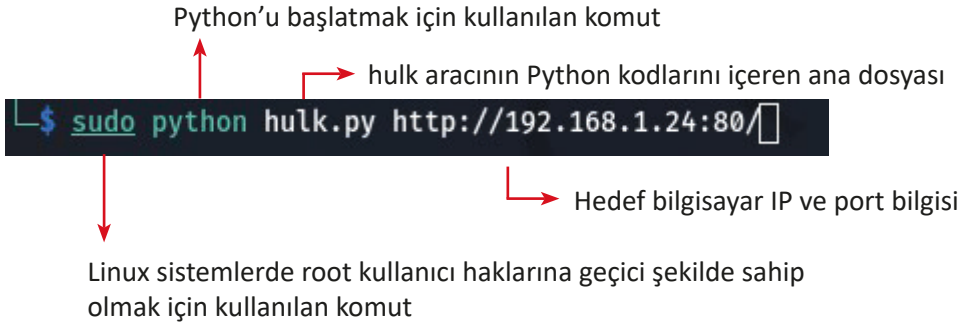 Python’u başlatmak için kullanılan komut
hulk aracının Python kodlarını içeren ana dosyası
$ sudo python hulk.py http://192.168.1.24:80/
Hedef bilgisayar IP ve port bilgisi
Linux sistemlerde root kullanıcı haklarına geçici şekilde sahip
olmak için kullanılan komut